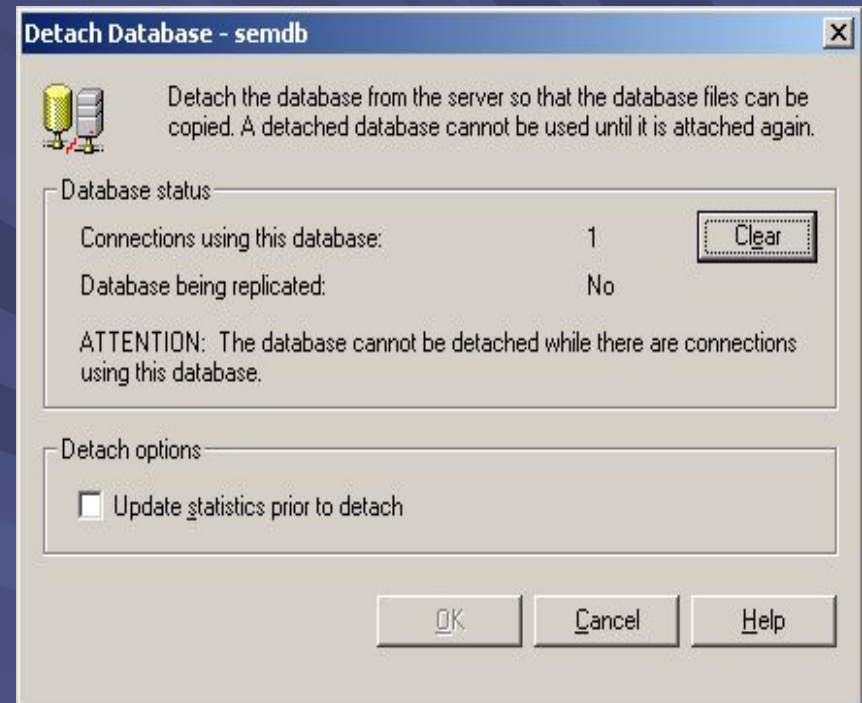 Detach Database - semdb
Detach the database from the server so that the database files can be
copied. A detached database cannot be used until it is attached again.
Database status
Connections using this database: 1 Clear
Database being replicated: No
ATTENTION: The database cannot be detached while there are connections
using this database.
Detach options
Update statistics prior to detach
OK Cancel Help